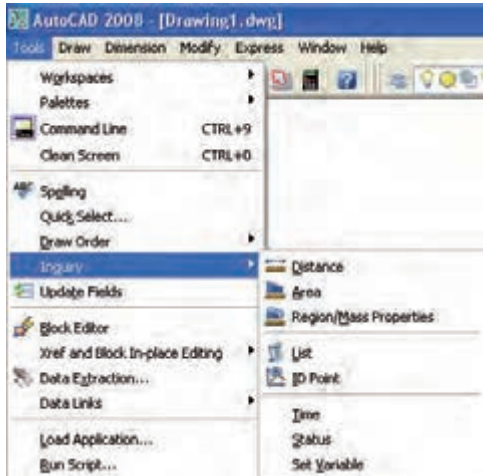 AutoCAD 2008 - [Drawing1.dwg]
Tools Draw Dimension Modify Express Window Help
Workspaces
Palettes
Command Line CTRL+9
Clean Screen CTRL+0
ABC Spelling
Quick Select...
Draw Order
Inquiry
Distance
Update Fields
Area
Region/Mass Properties
Block Editor
Xref and Block In-place Editing
List
Data Extraction...
ID Point
Data Links
Time
Load Application...
Status
Run Script...
Set Variable